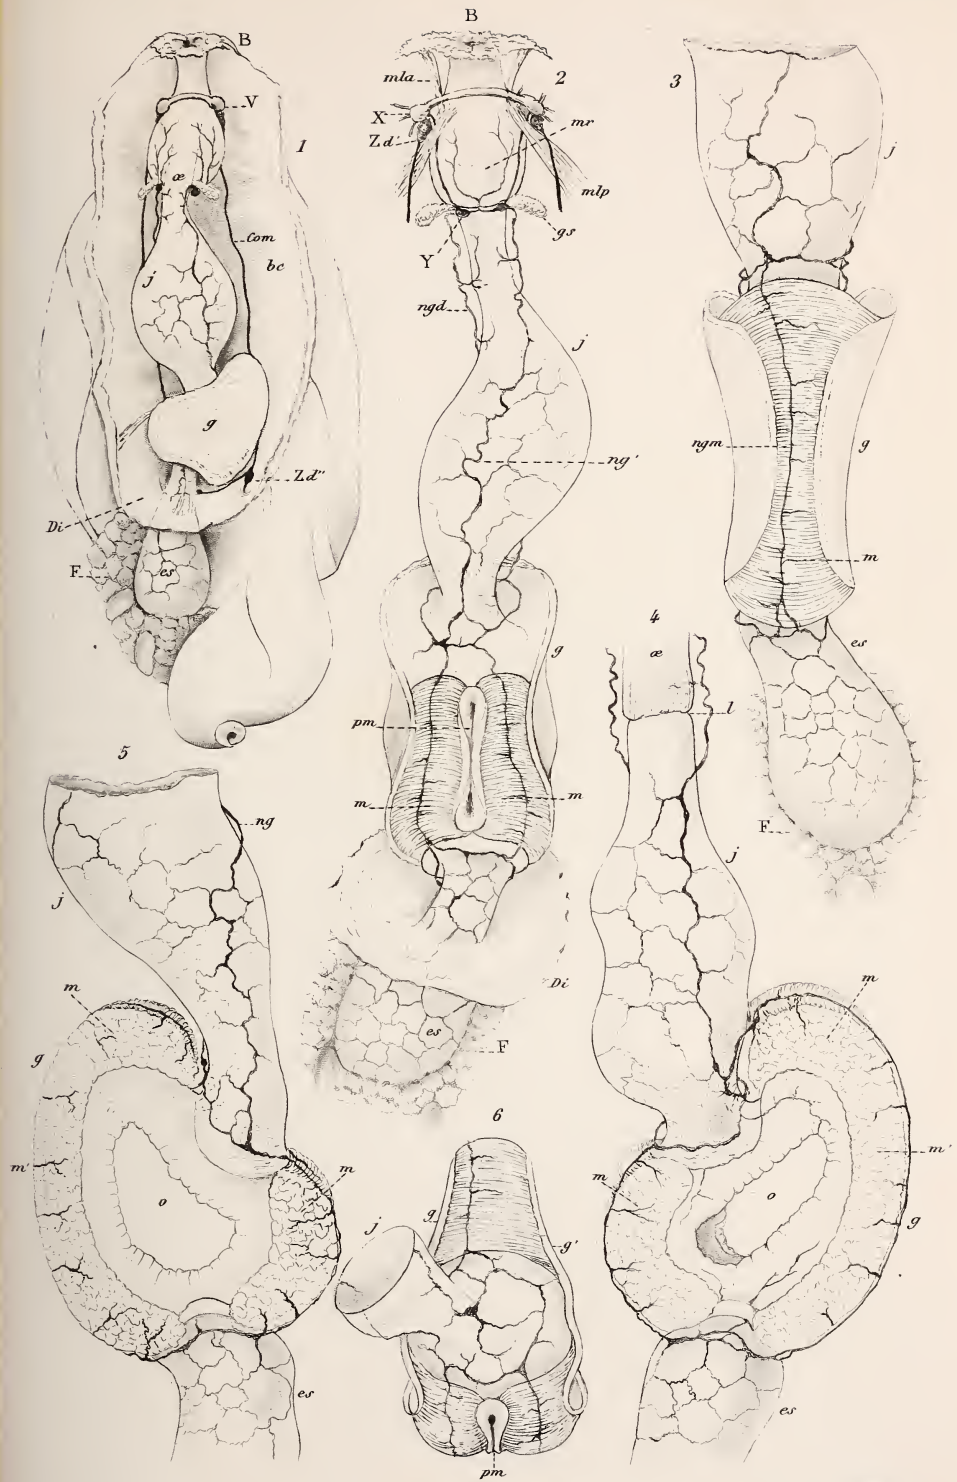 B
V
1
œ
Com
bc
j
g
Zd''
Di
F
es
B
mla
2
X
Zd'
mr
mlp
gs
Y
ngd
j
ng'
g
pm
m
m
Di
es
F
3
j
ngm
g
m
es
F
4
œ
l
j
m
m'
m
o
g
es
5
ng
j
m
g
m'
m
o
es
6
j
g
g'
pm